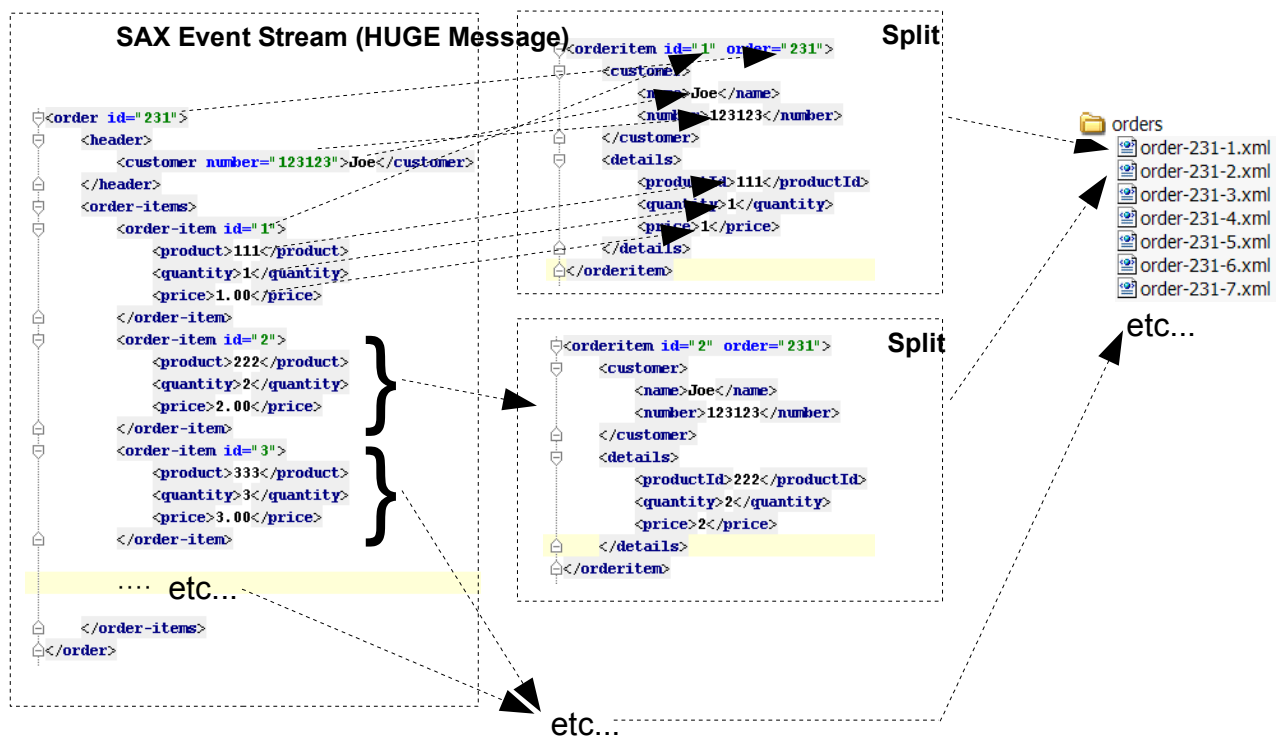 SAX Event Stream (HUGE Message)
<order id="231">
<header>
<customer number="123123">Joe</customer>
</header>
<order-items>
<order-item id="1">
<product>111</product>
<quantity>1</quantity>
<price>1.00</price>
</order-item>
<order-item id="2">
<product>222</product>
<quantity>2</quantity>
<price>2.00</price>
</order-item>
<order-item id="3">
<product>333</product>
<quantity>3</quantity>
<price>3.00</price>
</order-item>
.... etc...
</order-items>
</order>
Split
<orderitem id="1" order="231">
<customer>
<name>Joe</name>
<number>123123</number>
</customer>
<details>
<productId>111</productId>
<quantity>1</quantity>
<price>1</price>
</details>
</orderitem>
Split
<orderitem id="2" order="231">
<customer>
<name>Joe</name>
<number>123123</number>
</customer>
<details>
<productId>222</productId>
<quantity>2</quantity>
<price>2</price>
</details>
</orderitem>
etc...
orders
order-231-1.xml
order-231-2.xml
order-231-3.xml
order-231-4.xml
order-231-5.xml
order-231-6.xml
order-231-7.xml
etc...